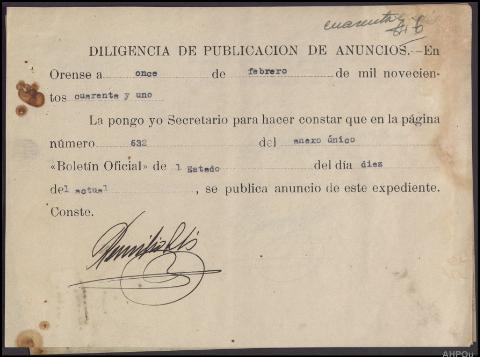 cuarenta y
46
DILIGENCIA DE PUBLICACION DE ANUNCIOS.—En
Orense a once de febrero de mil novecien-
tos cuarenta y uno
La pongo yo Secretario para hacer constar que en la página
número 632 del anexo único
«Boletín Oficial» de l Estado del día diez
del actual, se publica anuncio de este expediente.
Conste.
AHPOu